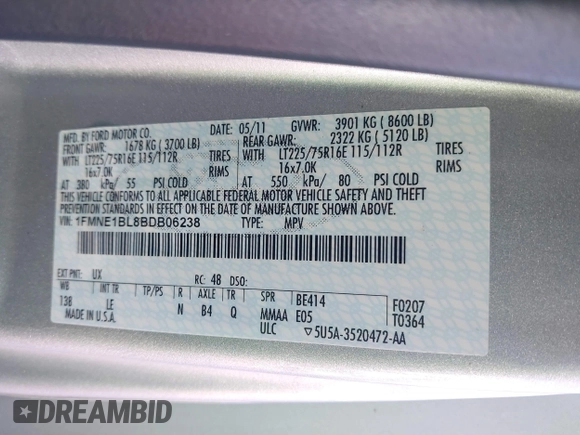 MFD. BY FORD MOTOR CO.
DATE: 05/11 GVWR: 3901 KG ( 8600 LB)
FRONT GAWR: 1678 KG ( 3700 LB) REAR GAWR: 2322 KG ( 5120 LB)
WITH LT225/75R16E 115/112R TIRES WITH LT225/75R16E 115/112R TIRES
16x7.0K RIMS 16x7.0K RIMS
AT 380 kPa/ 55 PSI COLD AT 550 kPa/ 80 PSI COLD
THIS VEHICLE CONFORMS TO ALL APPLICABLE FEDERAL MOTOR VEHICLE SAFETY AND THEFT
PREVENTION STANDARDS IN EFFECT ON THE DATE OF MANUFACTURE SHOWN ABOVE.
VIN: 1FMNE1BL8BDB06238 TYPE: MPV
EXT PNT: UX RC: 48 DSO:
WB INT TR TP/PS R AXLE TR SPR BE414 F0207
138 LE N B4 Q MMAA E05 T0364
MADE IN U.S.A. ULC ▽5U5A-3520472-AA
DREAMBID